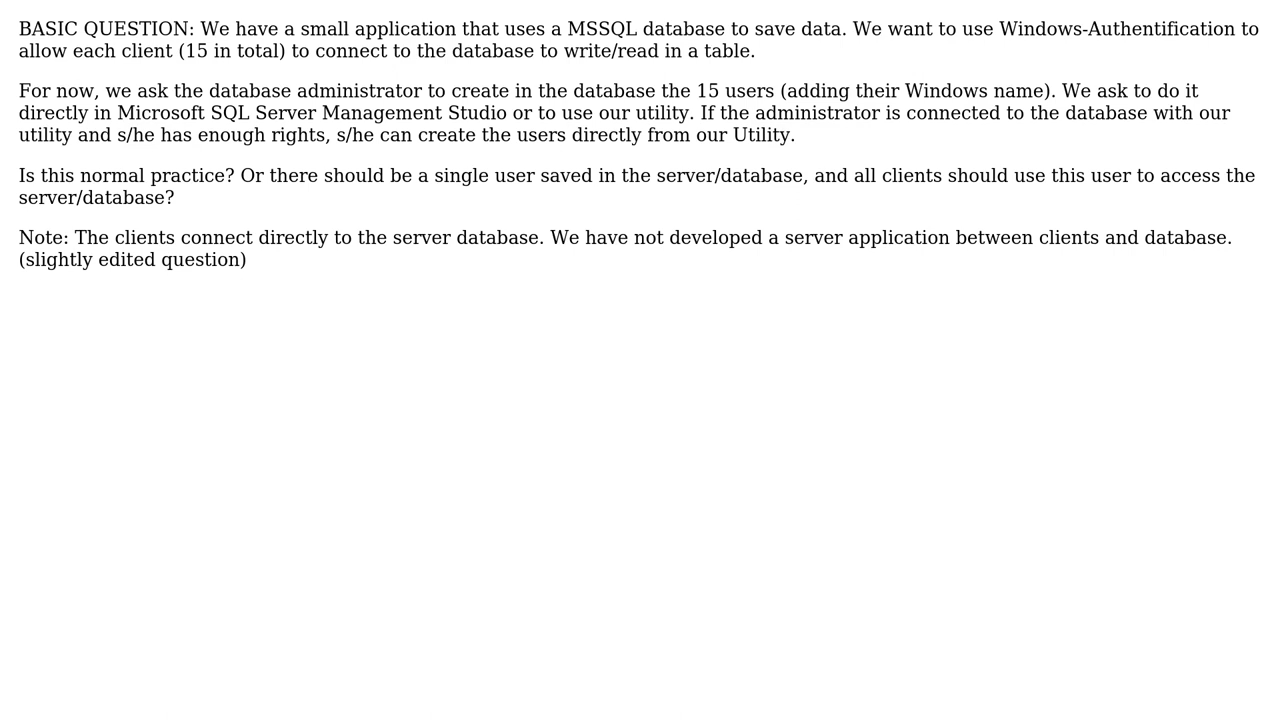 BASIC QUESTION: We have a small application that uses a MSSQL database to save data. We want to use Windows-Authentification to
allow each client (15 in total) to connect to the database to write/read in a table.
For now, we ask the database administrator to create in the database the 15 users (adding their Windows name). We ask to do it
directly in Microsoft SQL Server Management Studio or to use our utility. If the administrator is connected to the database with our
utility and s/he has enough rights, s/he can create the users directly from our Utility.
Is this normal practice? Or there should be a single user saved in the server/database, and all clients should use this user to access the
server/database?
Note: The clients connect directly to the server database. We have not developed a server application between clients and database.
(slightly edited question)